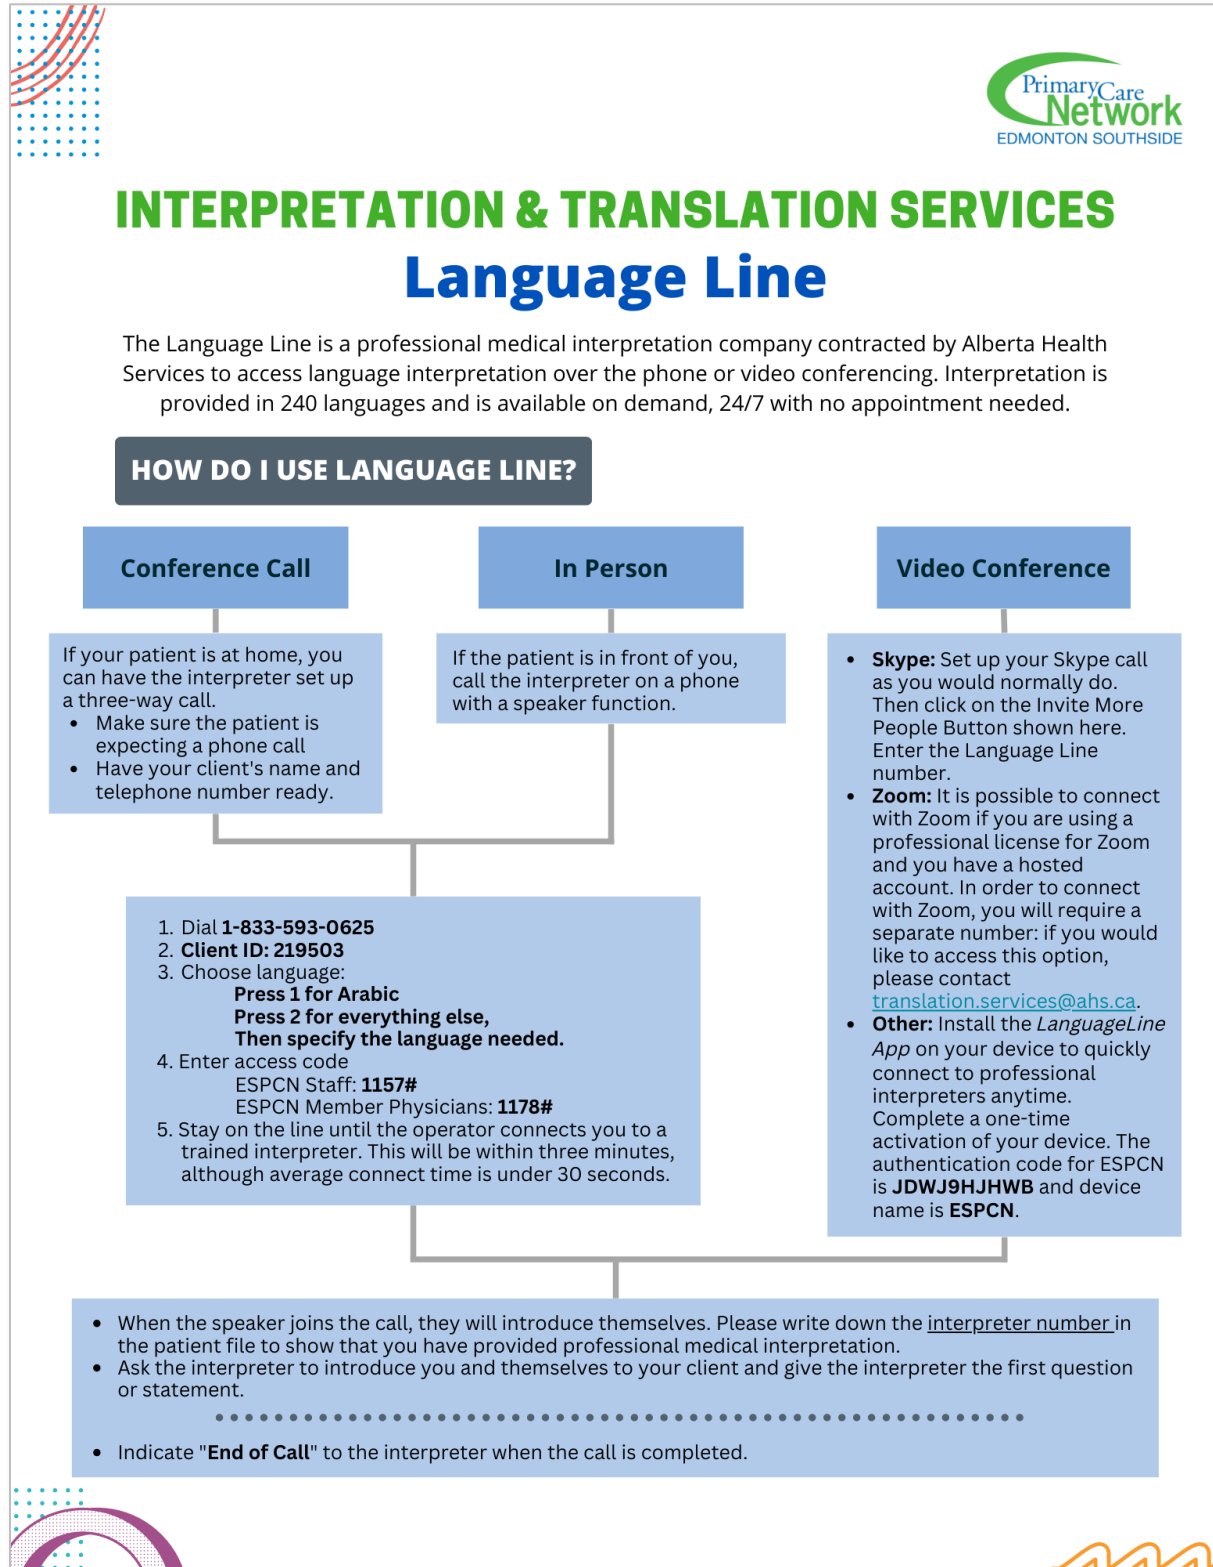 PrimaryCare
Network
EDMONTON SOUTHSIDE
INTERPRETATION & TRANSLATION SERVICES
Language Line
The Language Line is a professional medical interpretation company contracted by Alberta Health
Services to access language interpretation over the phone or video conferencing. Interpretation is
provided in 240 languages and is available on demand, 24/7 with no appointment needed.
HOW DO I USE LANGUAGE LINE?
Conference Call
If your patient is at home, you
can have the interpreter set up
a three-way call.
• Make sure the patient is
expecting a phone call
• Have your client's name and
telephone number ready.
In Person
If the patient is in front of you,
call the interpreter on a phone
with a speaker function.
1. Dial 1-833-593-0625
2. Client ID: 219503
3. Choose language:
Press 1 for Arabic
Press 2 for everything else,
Then specify the language needed.
4. Enter access code
ESPCN Staff: 1157#
ESPCN Member Physicians: 1178#
5. Stay on the line until the operator connects you to a
trained interpreter. This will be within three minutes,
although average connect time is under 30 seconds.
Video Conference
• Skype: Set up your Skype call
as you would normally do.
Then click on the Invite More
People Button shown here.
Enter the Language Line
number.
• Zoom: It is possible to connect
with Zoom if you are using a
professional license for Zoom
and you have a hosted
account. In order to connect
with Zoom, you will require a
separate number: if you would
like to access this option,
please contact
translation.services@ahs.ca.
• Other: Install the LanguageLine
App on your device to quickly
connect to professional
interpreters anytime.
Complete a one-time
activation of your device. The
authentication code for ESPCN
is JDWJ9HJHWB and device
name is ESPCN.
• When the speaker joins the call, they will introduce themselves. Please write down the interpreter number in
the patient file to show that you have provided professional medical interpretation.
• Ask the interpreter to introduce you and themselves to your client and give the interpreter the first question
or statement.
• Indicate "End of Call" to the interpreter when the call is completed.